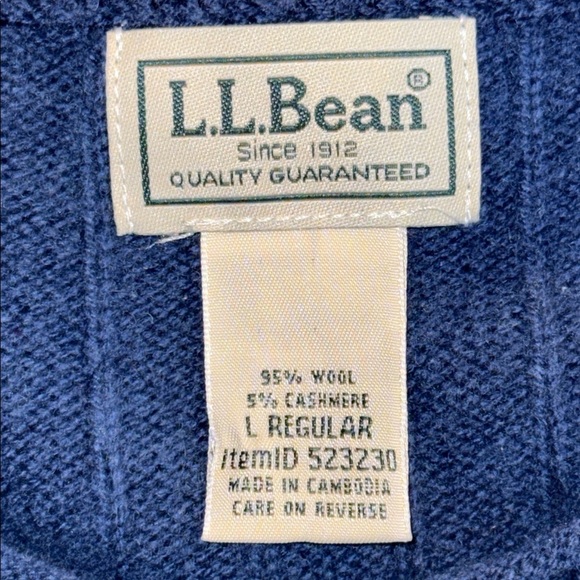 L.L.Bean®
Since 1912
QUALITY GUARANTEED
95% WOOL
5% CASHMERE
L REGULAR
ItemID 523230
MADE IN CAMBODIA
CARE ON REVERSE